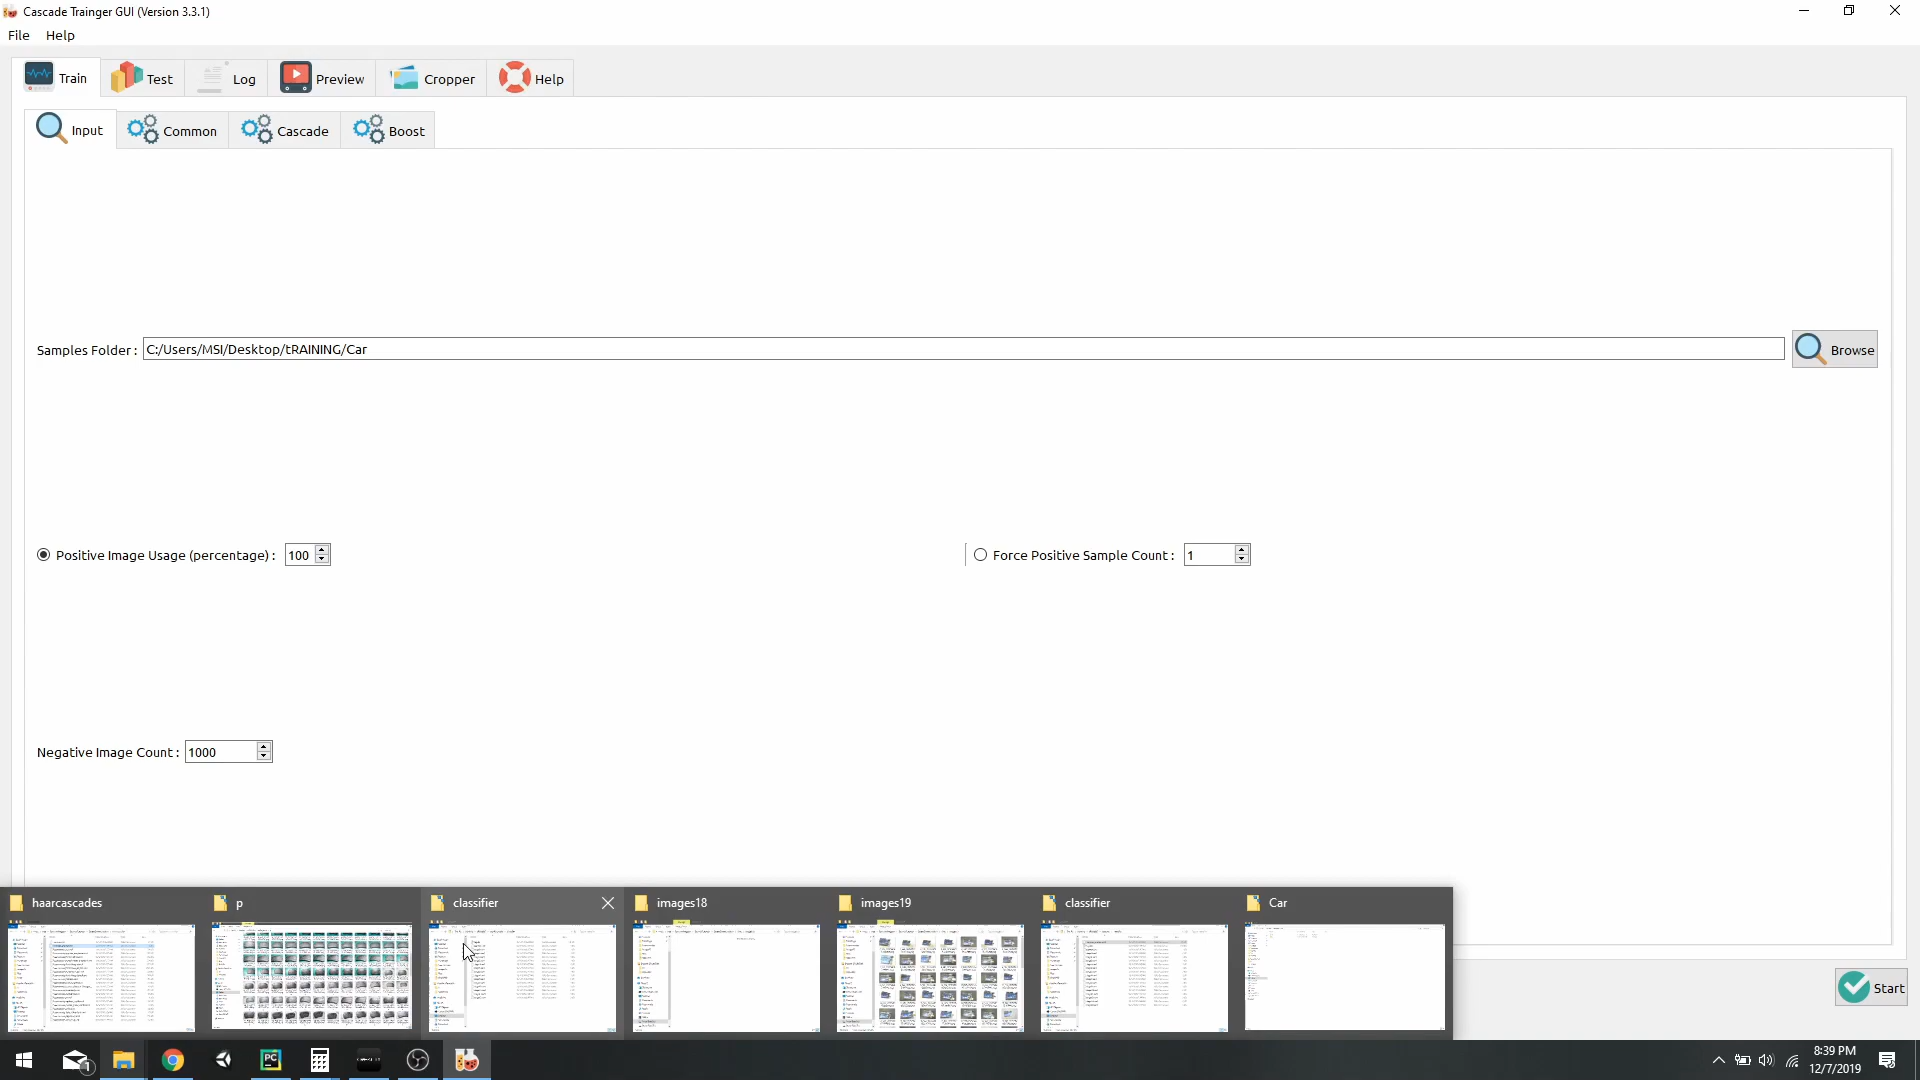 Cascade Trainger GUI (Version 3.3.1)
File Help
Train Test Log Preview Cropper Help
Input Common Cascade Boost
Samples Folder : C:/Users/MSI/Desktop/tRAINING/Car Browse
Positive Image Usage (percentage) : 100 Force Positive Sample Count : 1
Negative Image Count : 1000
haarcascades p classifier images18 images19 classifier Car
Start
8:39 PM
12/7/2019